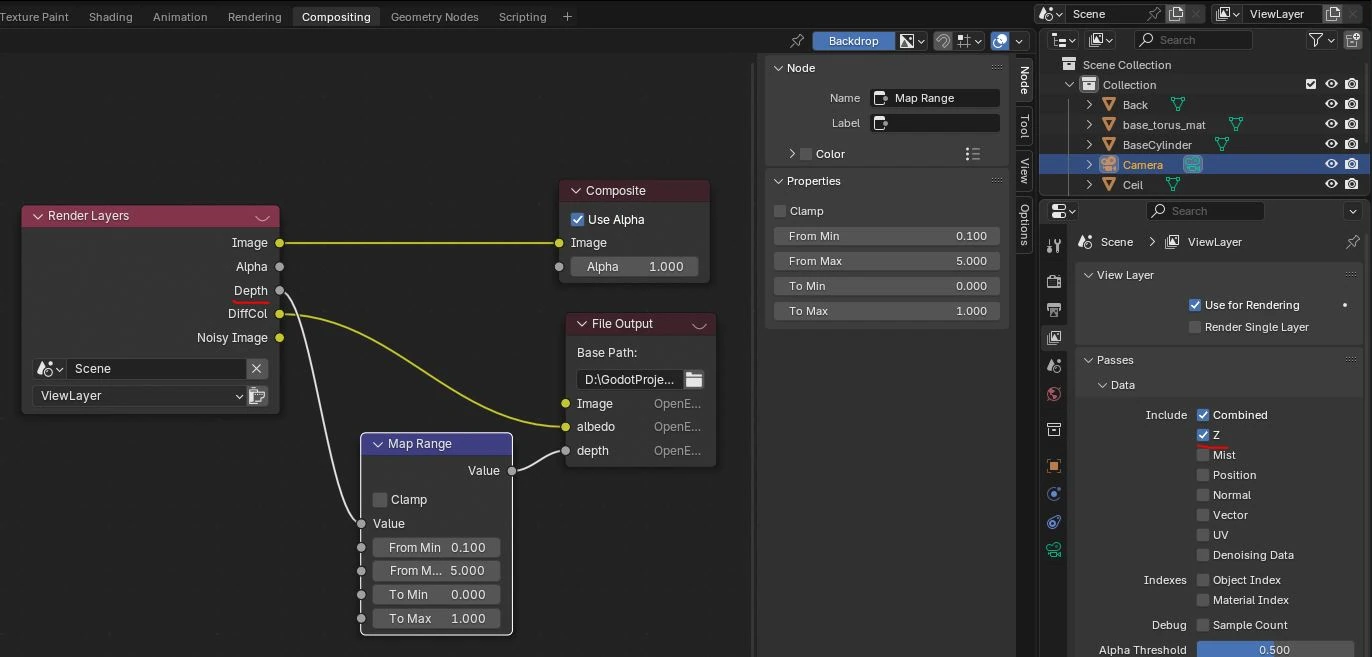 Texture Paint Shading Animation Rendering Compositing Geometry Nodes Scripting + Scene ViewLayer
Backdrop
Search
Node
Name Map Range
Label
Color
Properties
Clamp
From Min 0.100
From Max 5.000
To Min 0.000
To Max 1.000
Node
Tool
View
Options
Render Layers
Image
Alpha
Depth
DiffCol
Noisy Image
Scene
ViewLayer
Composite
Use Alpha
Image
Alpha 1.000
File Output
Base Path:
D:\GodotProje...
Image OpenE...
albedo OpenE...
depth OpenE...
Map Range
Value
Clamp
Value
From Min 0.100
From M... 5.000
To Min 0.000
To Max 1.000
Scene Collection
Collection
Back
base_torus_mat
BaseCylinder
Camera
Ceil
Search
Scene ViewLayer
View Layer
Use for Rendering
Render Single Layer
Passes
Data
Include Combined
Z
Mist
Position
Normal
Vector
UV
Denoising Data
Indexes Object Index
Material Index
Debug Sample Count
Alpha Threshold 0.500